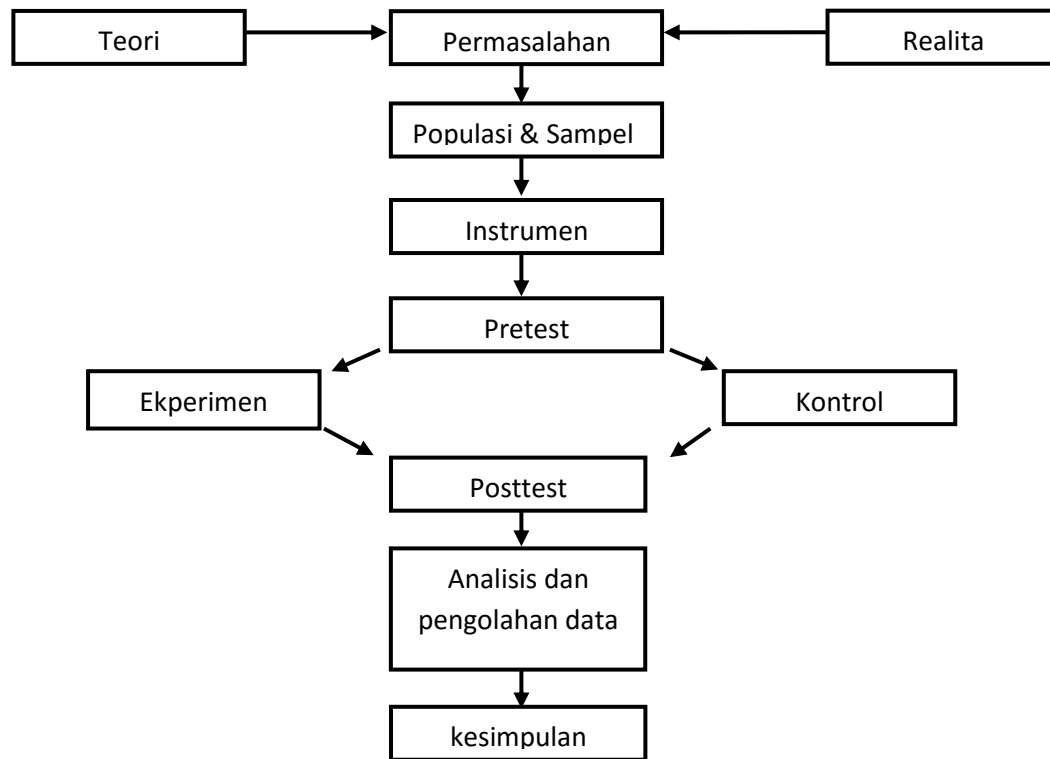 Teori
Permasalahan
Realita
Populasi & Sampel
Instrumen
Pretest
Ekperimen
Kontrol
Posttest
Analisis dan
pengolahan data
kesimpulan